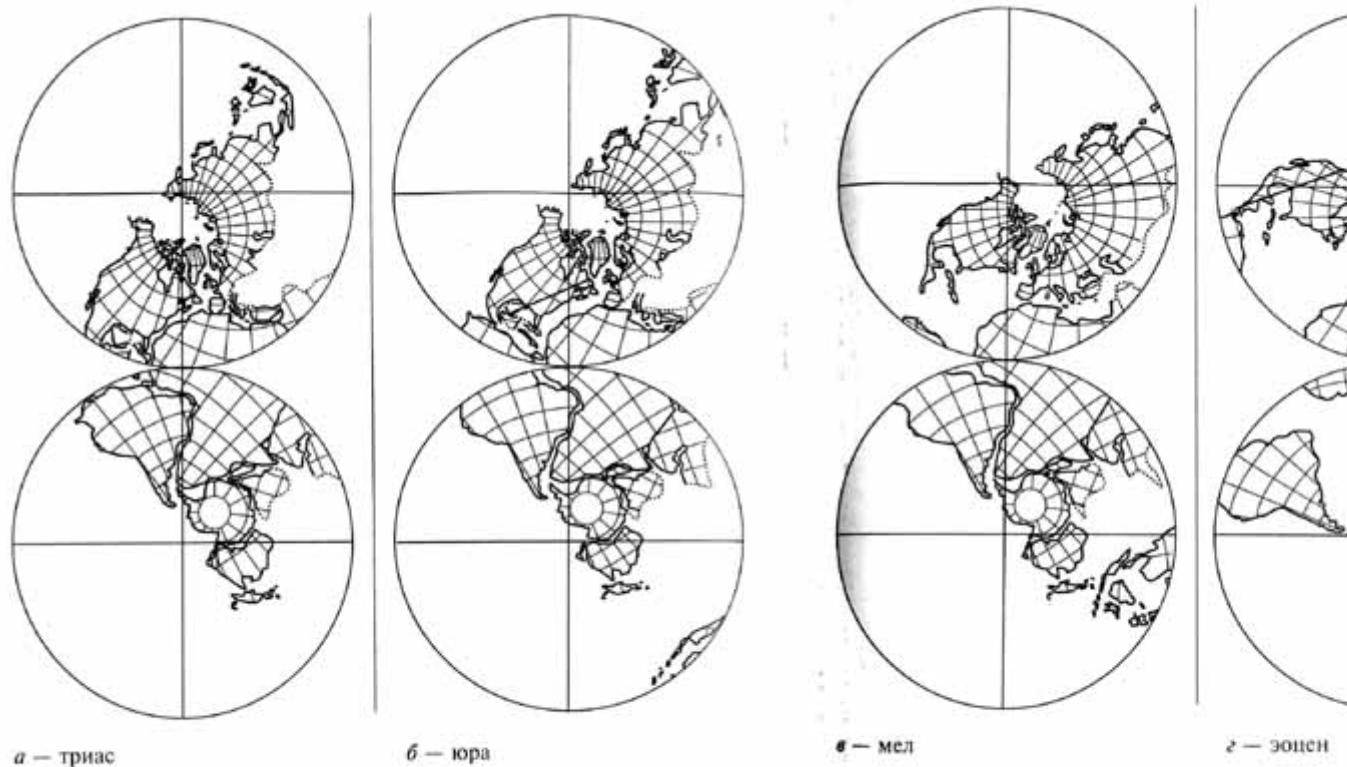 а — триас
б — юра
в — мел
г — эоцен